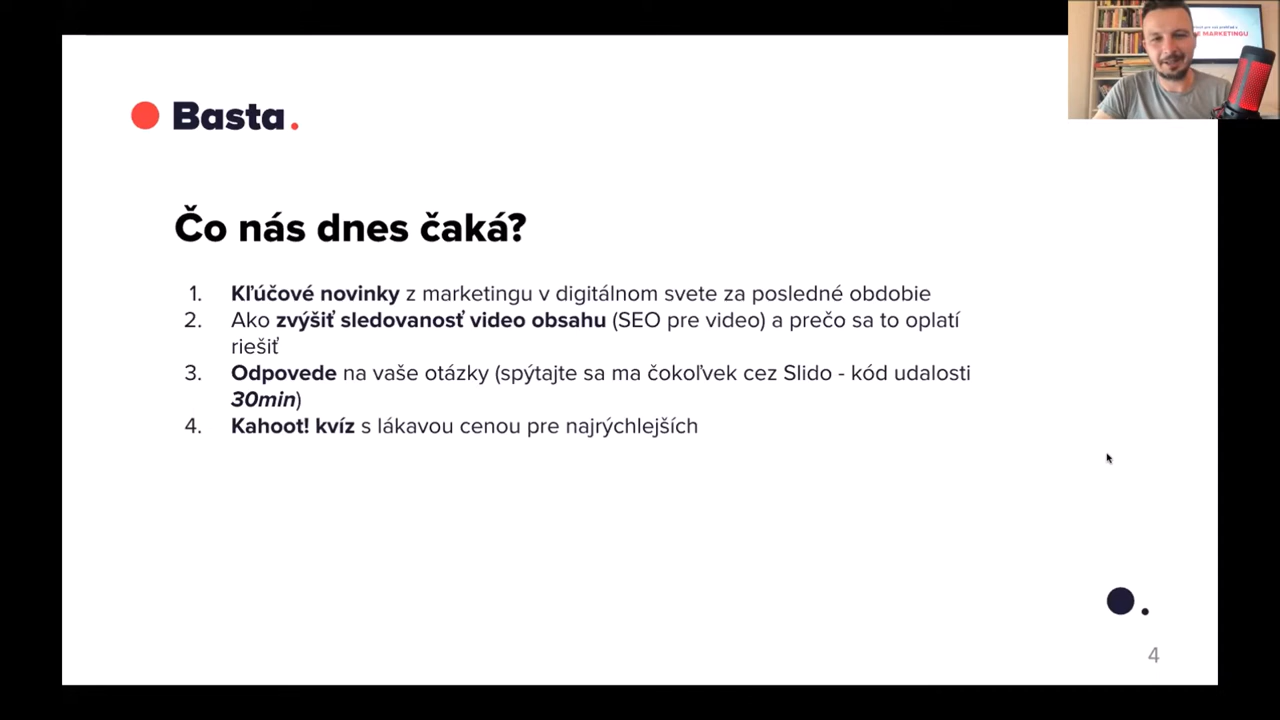 Basta.
E MARKETINGU
Čo nás dnes čaká?
1. Kľúčové novinky z marketingu v digitálnom svete za posledné obdobie
2. Ako zvýšiť sledovanosť video obsahu (SEO pre video) a prečo sa to oplatí
riešiť
3. Odpovede na vaše otázky (spýtajte sa ma čokoľvek cez Slido - kód udalosti
30min)
4. Kahoot! kvíz s lákavou cenou pre najrýchlejších
4